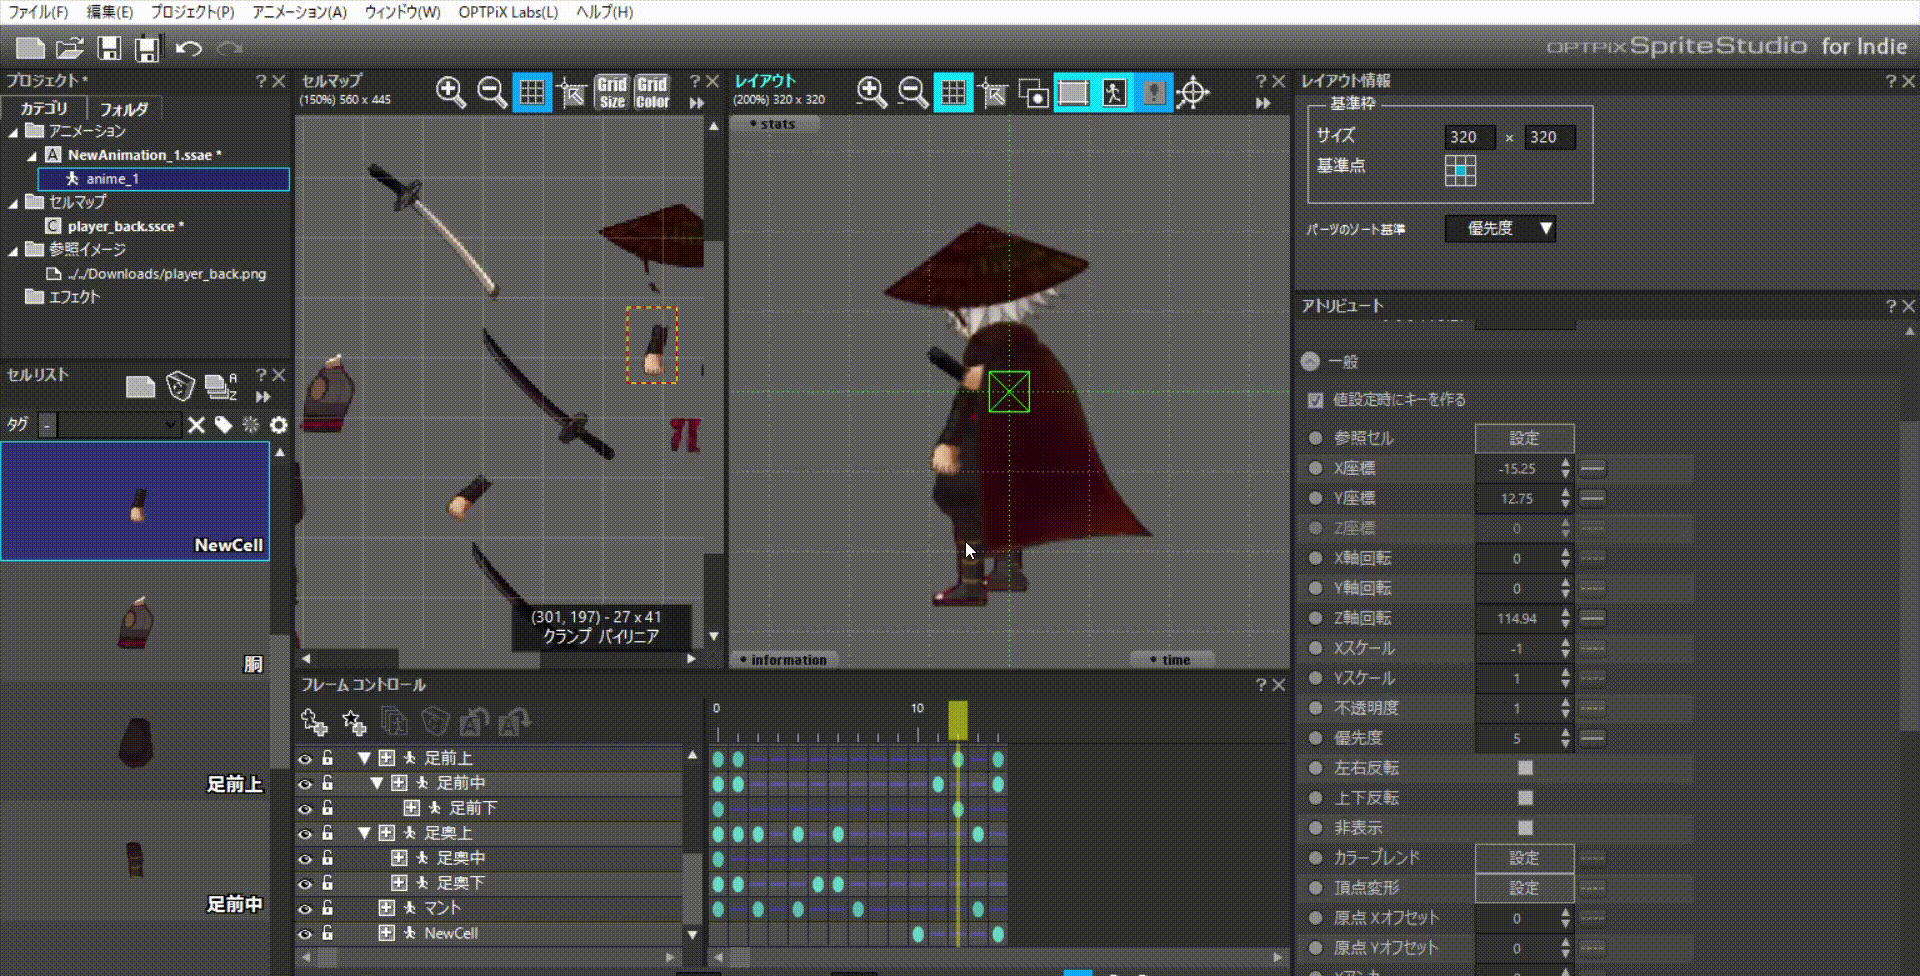 ファイル(F) 編集(E) プロジェクト(P) アニメーション(A) ウィンドウ(W) OPTPiX Labs(L) ヘルプ(H)
OPTPiX SpriteStudio for Indie
プロジェクト *
カテゴリ フォルダ
アニメーション
NewAnimation_1.ssae *
anime_1
セルマップ
player_back.ssce *
参照イメージ
../../Downloads/player_back.png
エフェクト
セルリスト
タグ -
NewCell
胴
足前上
足前中
セルマップ
(150%) 560 x 445
Grid Size
Grid Color
(301, 197) - 27 x 41
クランプ バイリニア
レイアウト
(200%) 320 x 320
• stats
• information
• time
フレーム コントロール
0 10
足前上
足前中
足前下
足奥上
足奥中
足奥下
マント
NewCell
レイアウト情報
基準枠
サイズ 320 × 320
基準点
パーツのソート基準 優先度
アトリビュート
一般
値設定時にキーを作る
参照セル 設定
X座標 -15.25
Y座標 12.75
Z座標 0
X軸回転 0
Y軸回転 0
Z軸回転 114.94
Xスケール -1
Yスケール 1
不透明度 1
優先度 5
左右反転
上下反転
非表示
カラーブレンド 設定
頂点変形 設定
原点 Xオフセット 0
原点 Yオフセット 0